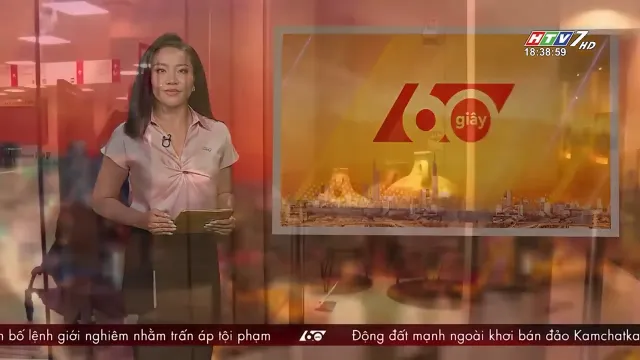 HTV7 HD
18:38:59
60 giây
n bố lệnh giới nghiêm nhằm trấn áp tội phạm 60 Động đất mạnh ngoài khơi bán đảo Kamchatka